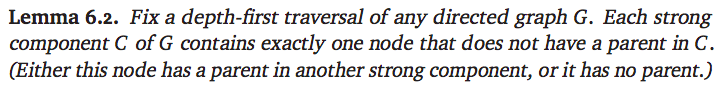 Lemma 6.2. Fix a depth-first traversal of any directed graph G. Each strong
component C of G contains exactly one node that does not have a parent in C.
(Either this node has a parent in another strong component, or it has no parent.)